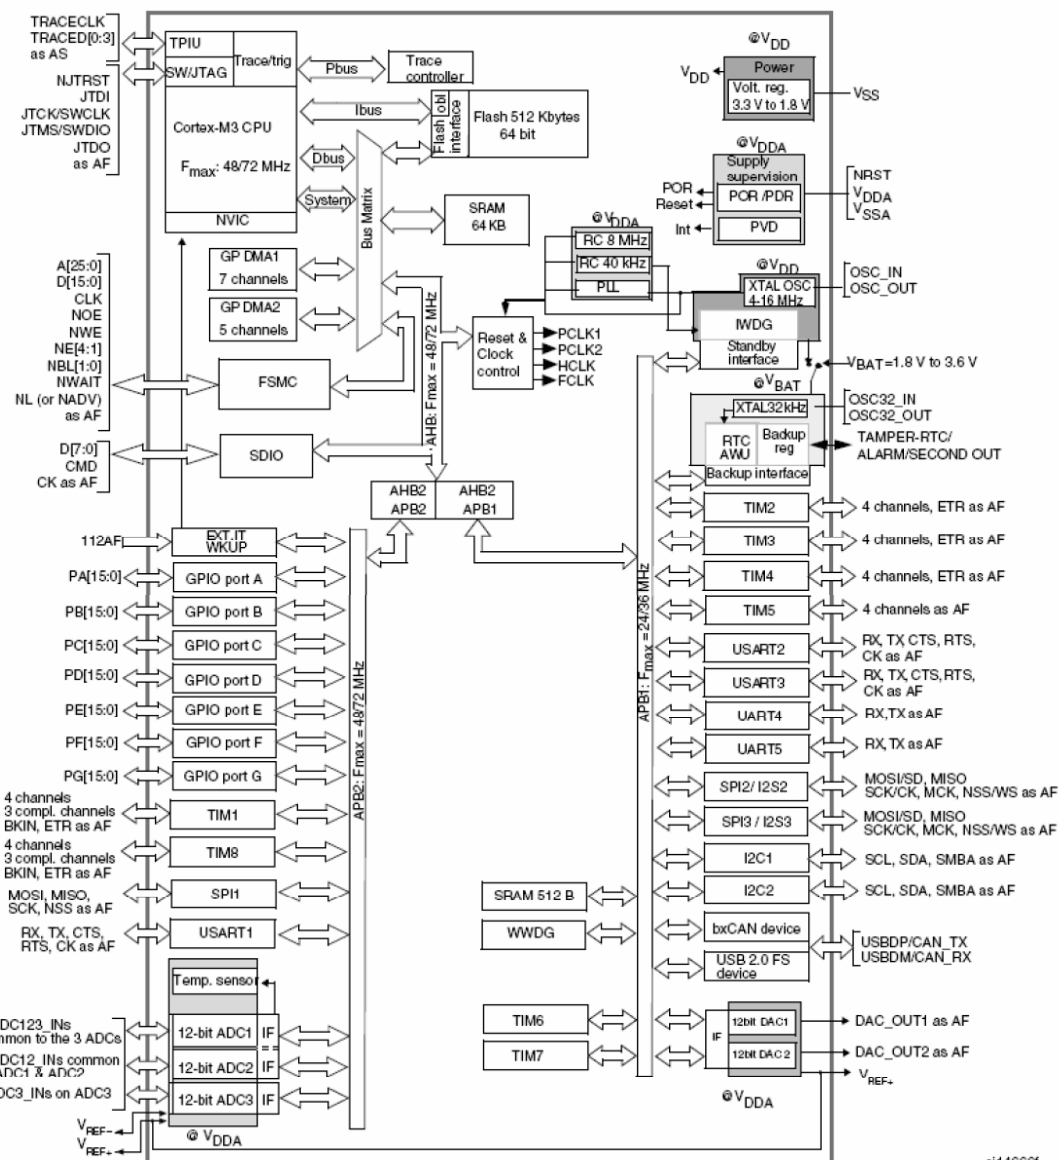 TRACECLK
TRACED[0:3]
as AS
NJTRST
JTDI
JTCK/SWCLK
JTMS/SWDIO
JTDO
as AF
TPIU
SW/JTAG
Trace/trig
Cortex-M3 CPU
Fmax: 48/72 MHz
NVIC
Pbus
Ibus
Dbus
System
Trace
controller
Flash obl
interface
Flash 512 Kbytes
64 bit
Bus Matrix
SRAM
64 KB
GP DMA1
7 channels
GP DMA2
5 channels
@VDD
VDD
Power
Volt. reg.
3.3 V to 1.8 V
VSS
@VDDA
Supply
supervision
POR /PDR
PVD
POR
Reset
Int
NRST
VDDA
VSSA
@VDDA
RC 8 MHz
RC 40 kHz
PLL
@VDD
XTAL OSC
4-16 MHz
OSC_IN
OSC_OUT
IWDG
Standby
interface
VBAT=1.8 V to 3.6 V
Reset &
Clock
control
PCLK1
PCLK2
HCLK
FCLK
@VBAT
XTAL32kHz
OSC32_IN
OSC32_OUT
RTC
AWU
Backup
reg
Backup interface
TAMPER-RTC/
ALARM/SECOND OUT
A[25:0]
D[15:0]
CLK
NOE
NWE
NE[4:1]
NBL[1:0]
NWAIT
NL (or NADV)
as AF
FSMC
D[7:0]
CMD
CK as AF
SDIO
AHB: Fmax = 48/72 MHz
AHB2
APB2
AHB2
APB1
112AF
EXT.IT
WKUP
PA[15:0]
GPIO port A
PB[15:0]
GPIO port B
PC[15:0]
GPIO port C
PD[15:0]
GPIO port D
PE[15:0]
GPIO port E
PF[15:0]
GPIO port F
PG[15:0]
GPIO port G
4 channels
3 compl. channels
BKIN, ETR as AF
TIM1
4 channels
3 compl. channels
BKIN, ETR as AF
TIM8
MOSI, MISO,
SCK, NSS as AF
SPI1
RX, TX, CTS,
RTS, CK as AF
USART1
Temp. sensor
DC123_INs
mmon to the 3 ADCs
12-bit ADC1
IF
DC12_INs common
ADC1 & ADC2
12-bit ADC2
IF
DC3_INs on ADC3
12-bit ADC3
IF
VREF-
VREF+
@ VDDA
APB2: Fmax = 48/72 MHz
APB1: Fmax = 24/36 MHz
TIM2
4 channels, ETR as AF
TIM3
4 channels, ETR as AF
TIM4
4 channels, ETR as AF
TIM5
4 channels as AF
USART2
RX, TX, CTS, RTS,
CK as AF
USART3
RX, TX, CTS, RTS,
CK as AF
UART4
RX,TX as AF
UART5
RX, TX as AF
SPI2/ I2S2
MOSI/SD, MISO
SCK/CK, MCK, NSS/WS as AF
SPI3 / I2S3
MOSI/SD, MISO
SCK/CK, MCK, NSS/WS as AF
I2C1
SCL, SDA, SMBA as AF
I2C2
SCL, SDA, SMBA as AF
SRAM 512 B
WWDG
bxCAN device
USB 2.0 FS
device
USBDP/CAN_TX
USBDM/CAN_RX
TIM6
TIM7
IF
12bit DAC1
12bit DAC 2
DAC_OUT1 as AF
DAC_OUT2 as AF
VREF+
@VDDA